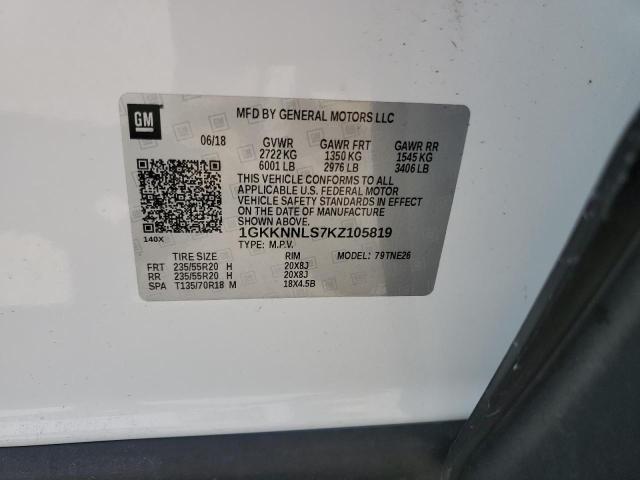 GM
MFD BY GENERAL MOTORS LLC
06/18 GVWR GAWR FRT GAWR RR
2722 KG 1350 KG 1545 KG
6001 LB 2976 LB 3406 LB
THIS VEHICLE CONFORMS TO ALL
APPLICABLE U.S. FEDERAL MOTOR
VEHICLE SAFETY STANDARDS IN
EFFECT ON THE DATE OF MANUFACTURE
SHOWN ABOVE.
140X 1GKKNNLS7KZ105819
TYPE: M.P.V.
TIRE SIZE RIM MODEL: 79TNE26
FRT 235/55R20 H 20X8J
RR 235/55R20 H 20X8J
SPA T135/70R18 M 18X4.5B